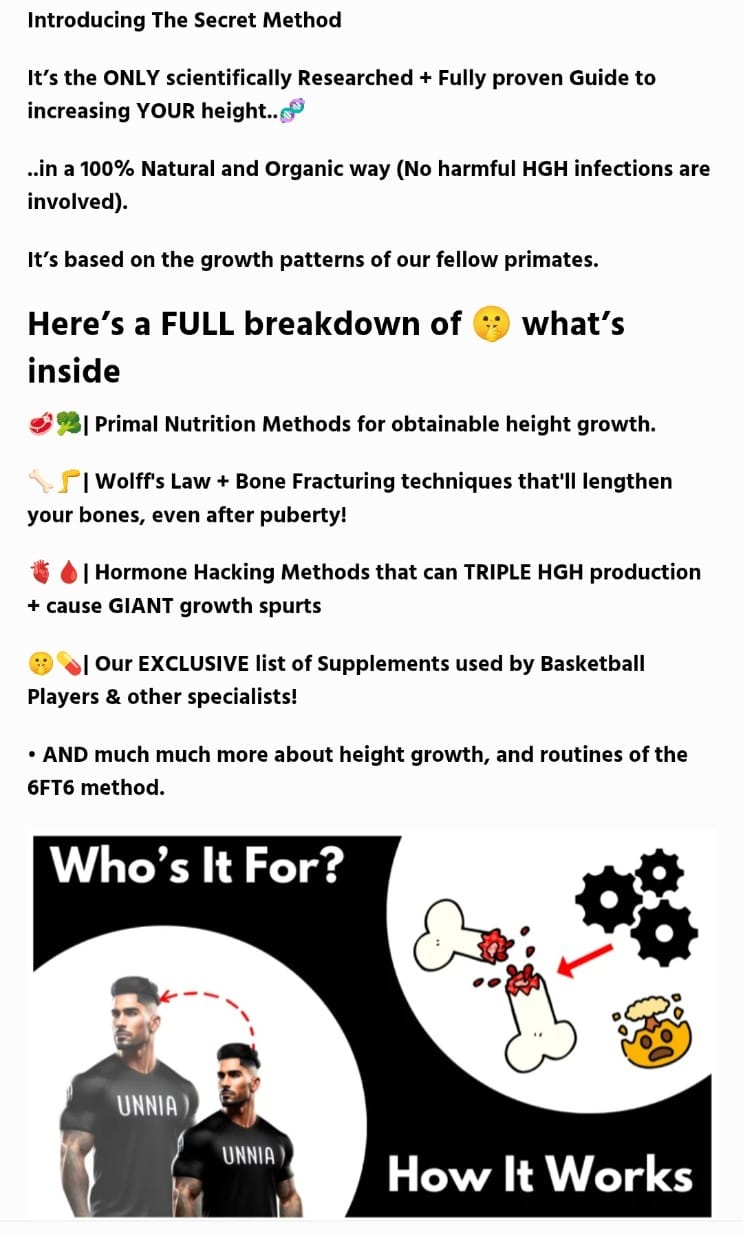 Introducing The Secret Method
It’s the ONLY scientifically Researched + Fully proven Guide to
increasing YOUR height..🧬
..in a 100% Natural and Organic way (No harmful HGH infections are
involved).
It’s based on the growth patterns of our fellow primates.
Here’s a FULL breakdown of 🤫 what’s
inside
🥩🥦| Primal Nutrition Methods for obtainable height growth.
🦴🦵| Wolff's Law + Bone Fracturing techniques that'll lengthen
your bones, even after puberty!
🫀🩸| Hormone Hacking Methods that can TRIPLE HGH production
+ cause GIANT growth spurts
🤫💊| Our EXCLUSIVE list of Supplements used by Basketball
Players & other specialists!
• AND much much more about height growth, and routines of the
6FT6 method.
Who’s It For?
UNNIA
UNNIA
How It Works